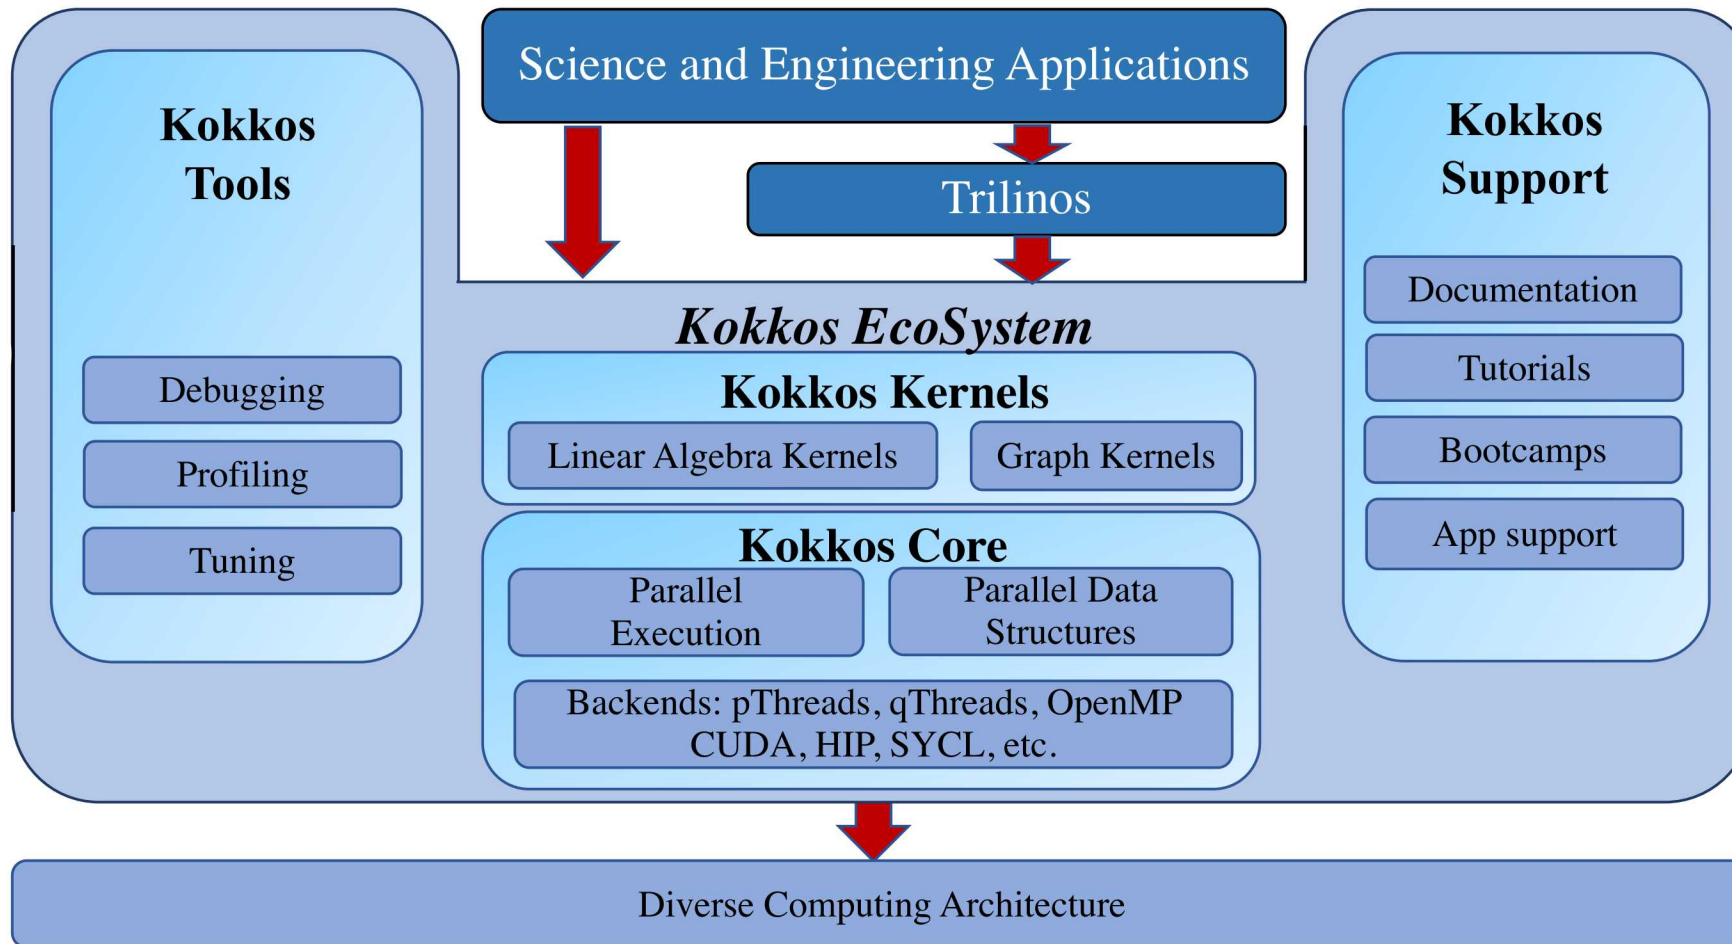 Science and Engineering Applications
Trilinos
Kokkos
Tools
Debugging
Profiling
Tuning
Kokkos EcoSystem
Kokkos Kernels
Linear Algebra Kernels
Graph Kernels
Kokkos Core
Parallel
Execution
Parallel Data
Structures
Backends: pThreads, qThreads, OpenMP
CUDA, HIP, SYCL, etc.
Kokkos
Support
Documentation
Tutorials
Bootcamps
App support
Diverse Computing Architecture